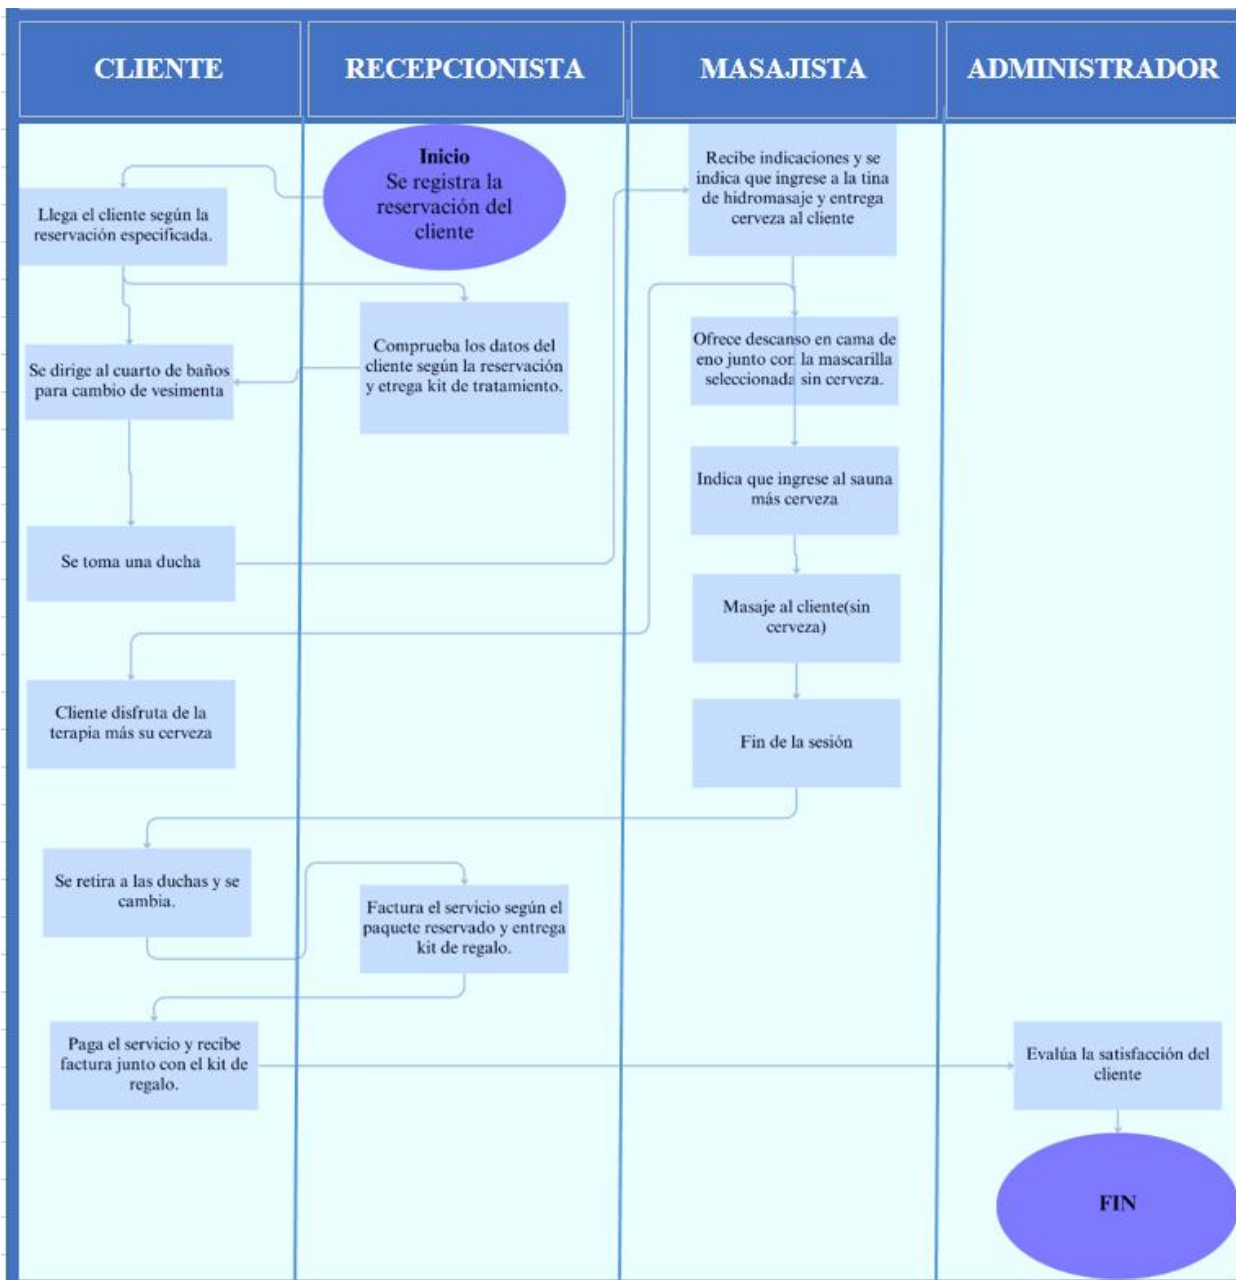 CLIENTE
RECEPCIONISTA
MASAJISTA
ADMINISTRADOR
Inicio
Se registra la
reservación del
cliente
Recibe indicaciones y se
indica que ingrese a la tina
de hidromasaje y entrega
cerveza al cliente
Llega el cliente según la
reservación especificada.
Comprueba los datos del
cliente según la reservación
y etrega kit de tratamiento.
Ofrece descanso en cama de
eno junto con la mascarilla
seleccionada sin cerveza.
Se dirige al cuarto de baños
para cambio de vesimenta
Indica que ingrese al sauna
más cerveza
Se toma una ducha
Masaje al cliente(sin
cerveza)
Cliente disfruta de la
terapia más su cerveza
Fin de la sesión
Se retira a las duchas y se
cambia.
Factura el servicio según el
paquete reservado y entrega
kit de regalo.
Paga el servicio y recibe
factura junto con el kit de
regalo.
Evalúa la satisfacción del
cliente
FIN